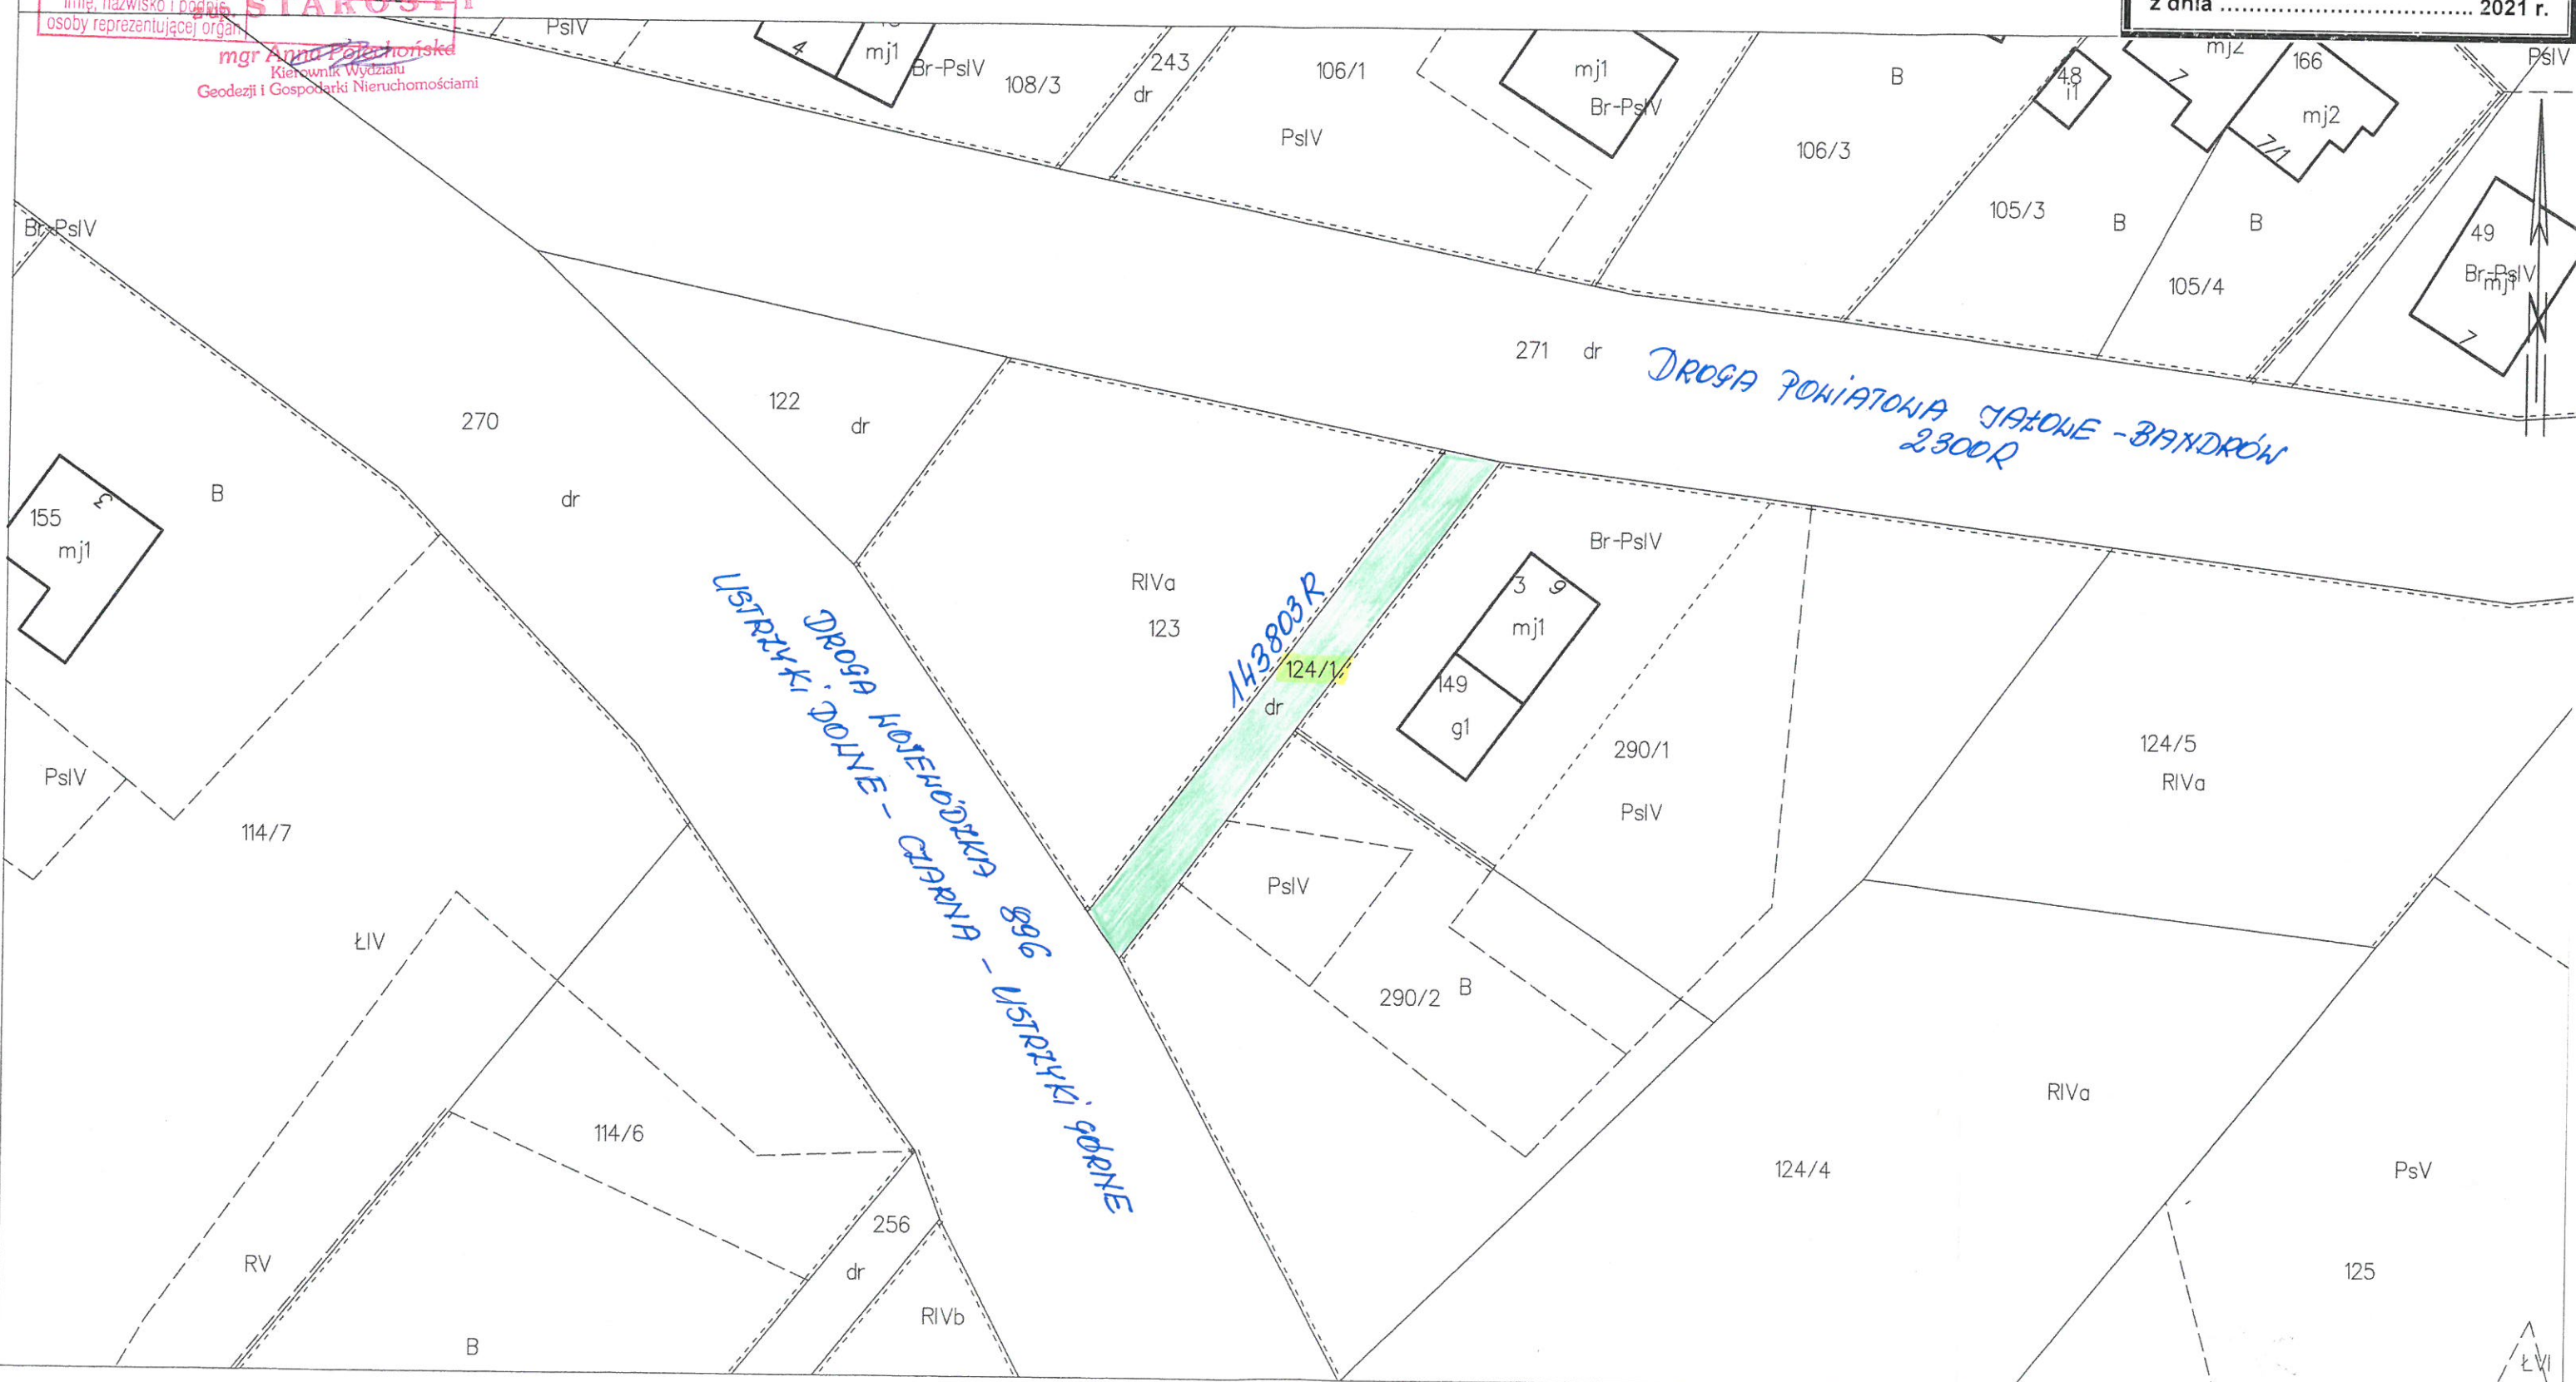 imię, nazwisko i podpis
osoby reprezentującej organ
z up. STAROSTY
mgr Anna Polechońska
Kierownik Wydziału
Geodezji i Gospodarki Nieruchomościami
z dnia .................................. 2021 r.
PsIV
4
mj1
Br-PsIV
108/3
243
dr
106/1
PsIV
mj1
Br-PsIV
B
106/3
48
i1
mj2
7
166
mj2
7/1
PsIV
105/3
B
B
105/4
49
Br-PsIV
mj1
7
N
Br-PsIV
271 dr
DROGA POWIATOWA JAŁOWE - BANDRÓW
2300R
270
dr
122
dr
B
155
3
mj1
RIVa
123
143803R
124/1
dr
Br-PsIV
3 9
mj1
149
g1
290/1
PsIV
124/5
RIVa
DROGA WOJEWÓDZKA 896
USTRZYKI DOLNE - CZARNA - USTRZYKI GÓRNE
PsIV
114/7
ŁIV
PsIV
290/2 B
RIVa
124/4
PsV
125
114/6
256
dr
RV
RIVb
B
ŁVI